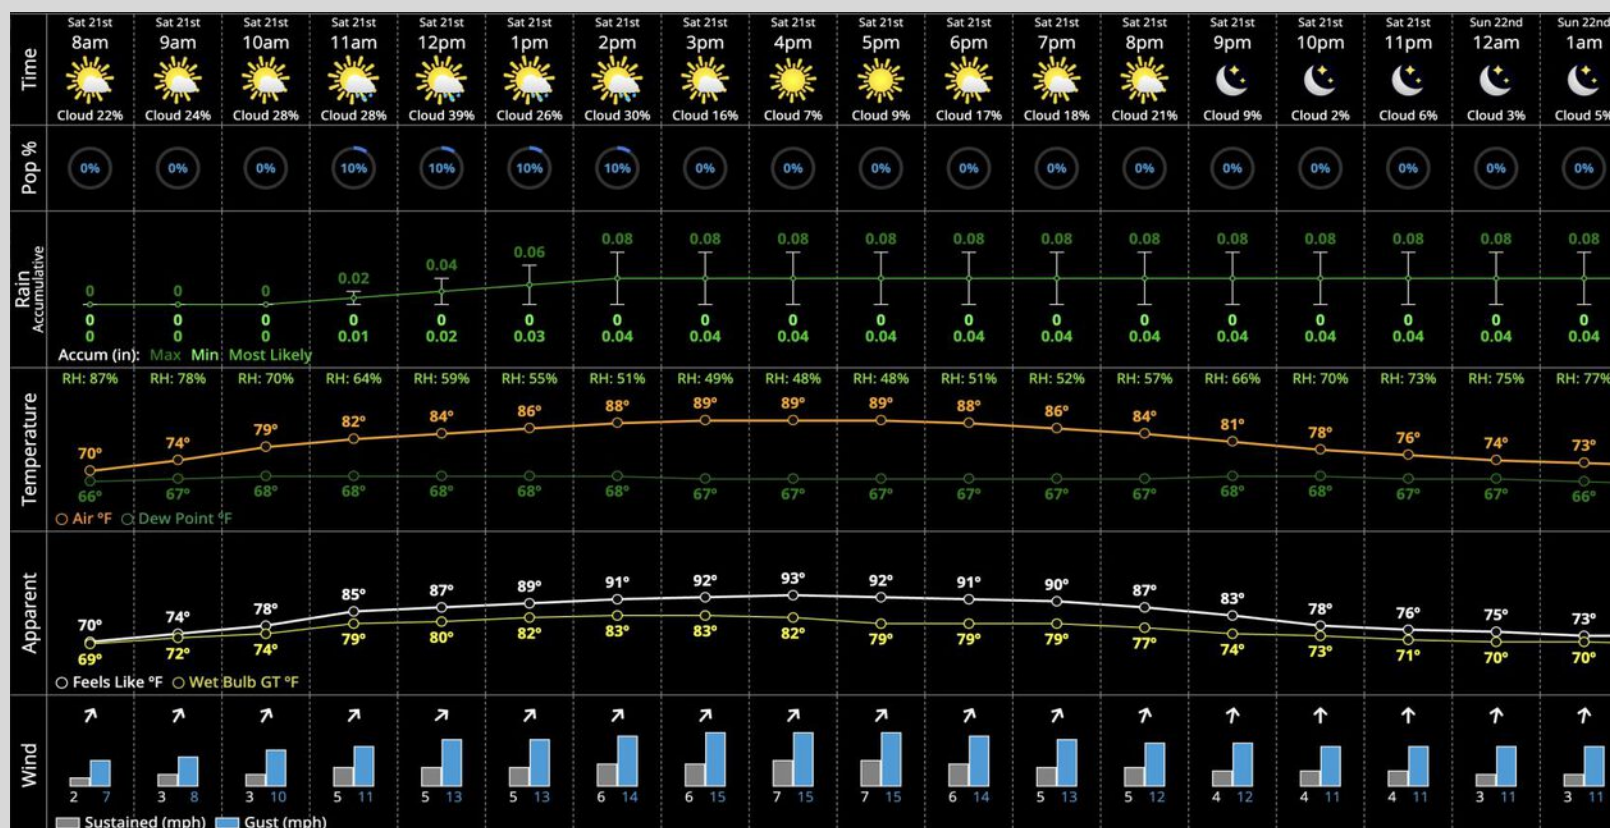 Sat 21st Sat 21st Sat 21st Sat 21st Sat 21st Sat 21st Sat 21st Sat 21st Sat 21st Sat 21st Sat 21st Sat 21st Sat 21st Sat 21st Sat 21st Sat 21st Sun 22nd Sun 22nd
Time 8am 9am 10am 11am 12pm 1pm 2pm 3pm 4pm 5pm 6pm 7pm 8pm 9pm 10pm 11pm 12am 1am
Cloud 22% Cloud 24% Cloud 28% Cloud 28% Cloud 39% Cloud 26% Cloud 30% Cloud 16% Cloud 7% Cloud 9% Cloud 17% Cloud 18% Cloud 21% Cloud 9% Cloud 2% Cloud 6% Cloud 3% Cloud 5%
Pop % 0% 0% 0% 10% 10% 10% 10% 0% 0% 0% 0% 0% 0% 0% 0% 0% 0% 0%
Rain
Accumulative
0 0 0 0.02 0.04 0.06 0.08 0.08 0.08 0.08 0.08 0.08 0.08 0.08 0.08 0.08 0.08 0.08
0 0 0 0 0 0 0 0 0 0 0 0 0 0 0 0 0 0
0 0 0 0.01 0.02 0.03 0.04 0.04 0.04 0.04 0.04 0.04 0.04 0.04 0.04 0.04 0.04 0.04
Accum (in): Max Min Most Likely
RH: 87% RH: 78% RH: 70% RH: 64% RH: 59% RH: 55% RH: 51% RH: 49% RH: 48% RH: 48% RH: 51% RH: 52% RH: 57% RH: 66% RH: 70% RH: 73% RH: 75% RH: 77%
Temperature
70° 74° 79° 82° 84° 86° 88° 89° 89° 89° 88° 86° 84° 81° 78° 76° 74° 73°
66° 67° 68° 68° 68° 68° 68° 67° 67° 67° 67° 67° 67° 68° 68° 67° 67° 66°
Air °F Dew Point °F
Apparent
70° 74° 78° 85° 87° 89° 91° 92° 93° 92° 91° 90° 87° 83° 78° 76° 75° 73°
69° 72° 74° 79° 80° 82° 83° 83° 82° 79° 79° 79° 77° 74° 73° 71° 70° 70°
Feels Like °F Wet Bulb GT °F
Wind
2 7 3 8 3 10 5 11 5 13 5 13 6 14 6 15 7 15 7 15 6 14 5 13 5 12 4 12 4 11 4 11 3 11 3 11
Sustained (mph) Gust (mph)